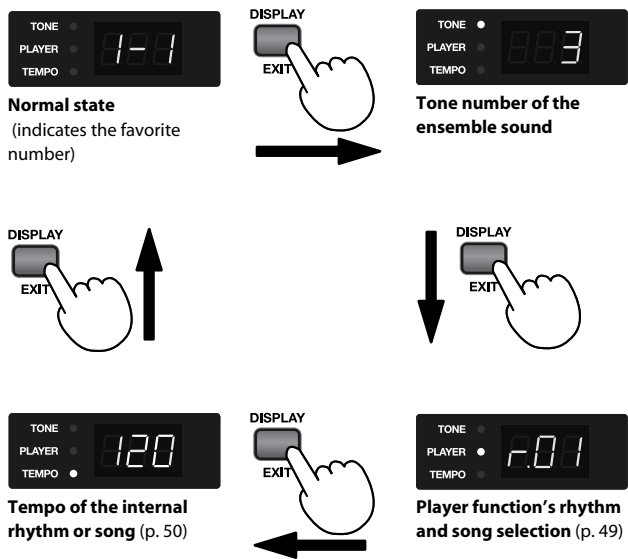 TONE
PLAYER
TEMPO
1-1
Normal state
(indicates the favorite
number)
DISPLAY
EXIT
TONE
PLAYER
TEMPO
3
Tone number of the
ensemble sound
DISPLAY
EXIT
DISPLAY
EXIT
TONE
PLAYER
TEMPO
120
Tempo of the internal
rhythm or song (p. 50)
DISPLAY
EXIT
TONE
PLAYER
TEMPO
r.01
Player function's rhythm
and song selection (p. 49)